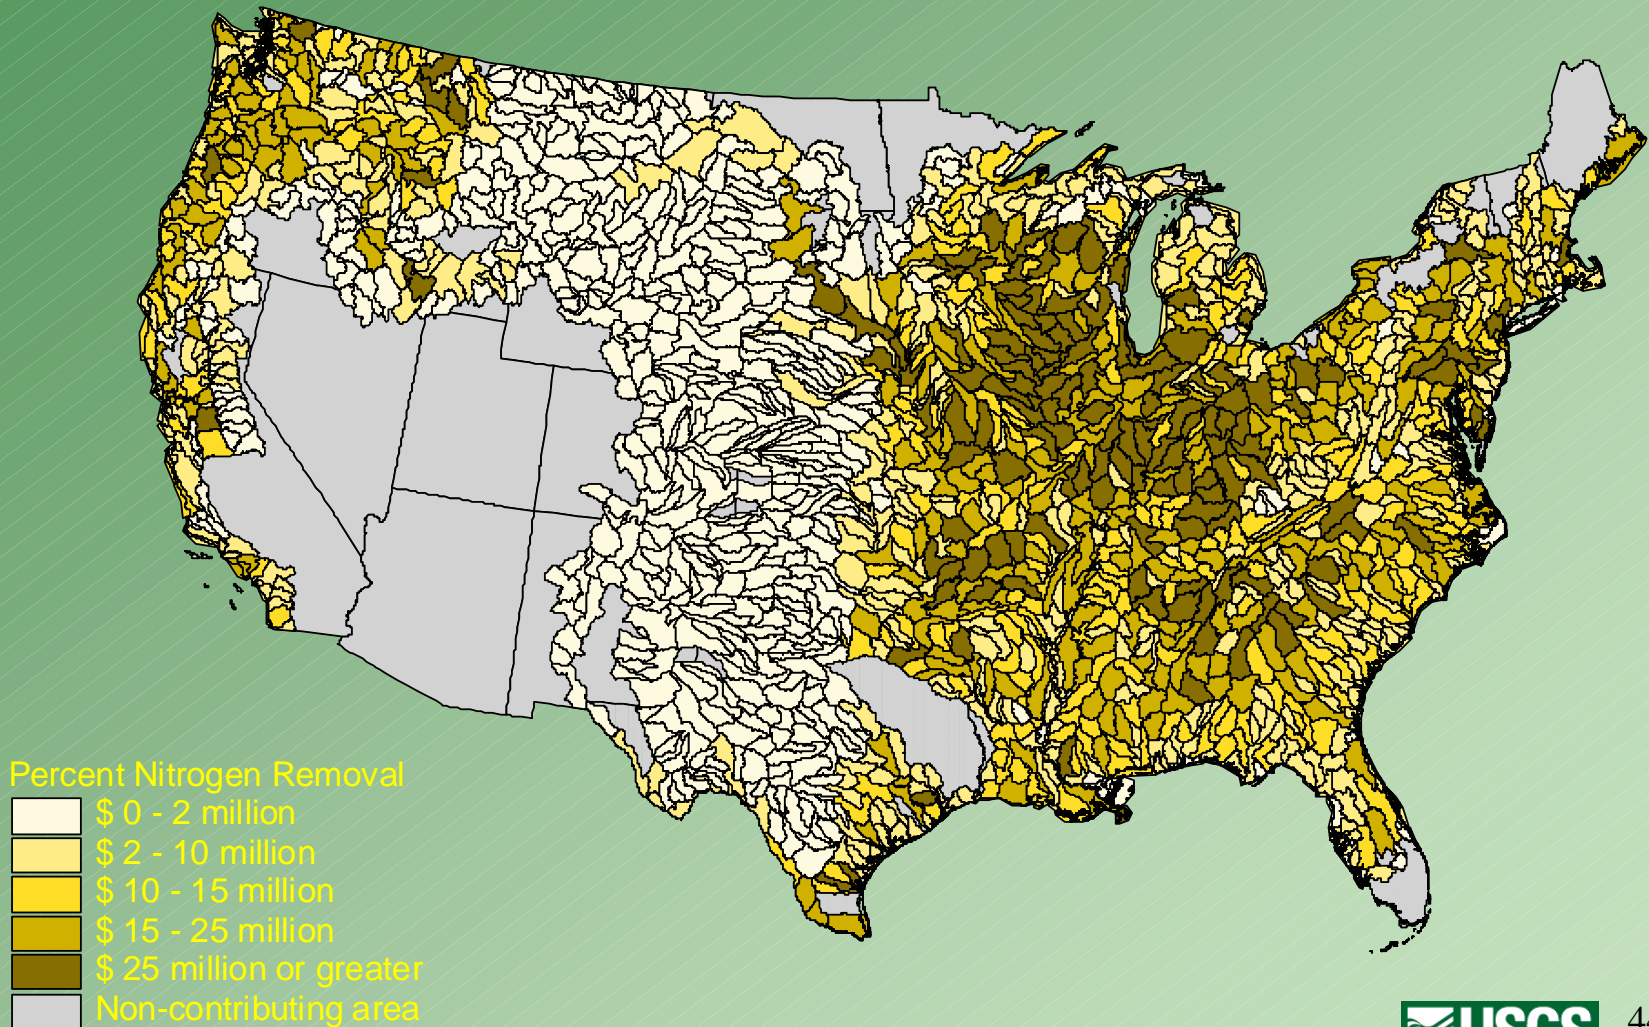 Percent Nitrogen Removal
$ 0 - 2 million
$ 2 - 10 million
$ 10 - 15 million
$ 15 - 25 million
$ 25 million or greater
Non-contributing area
USGS